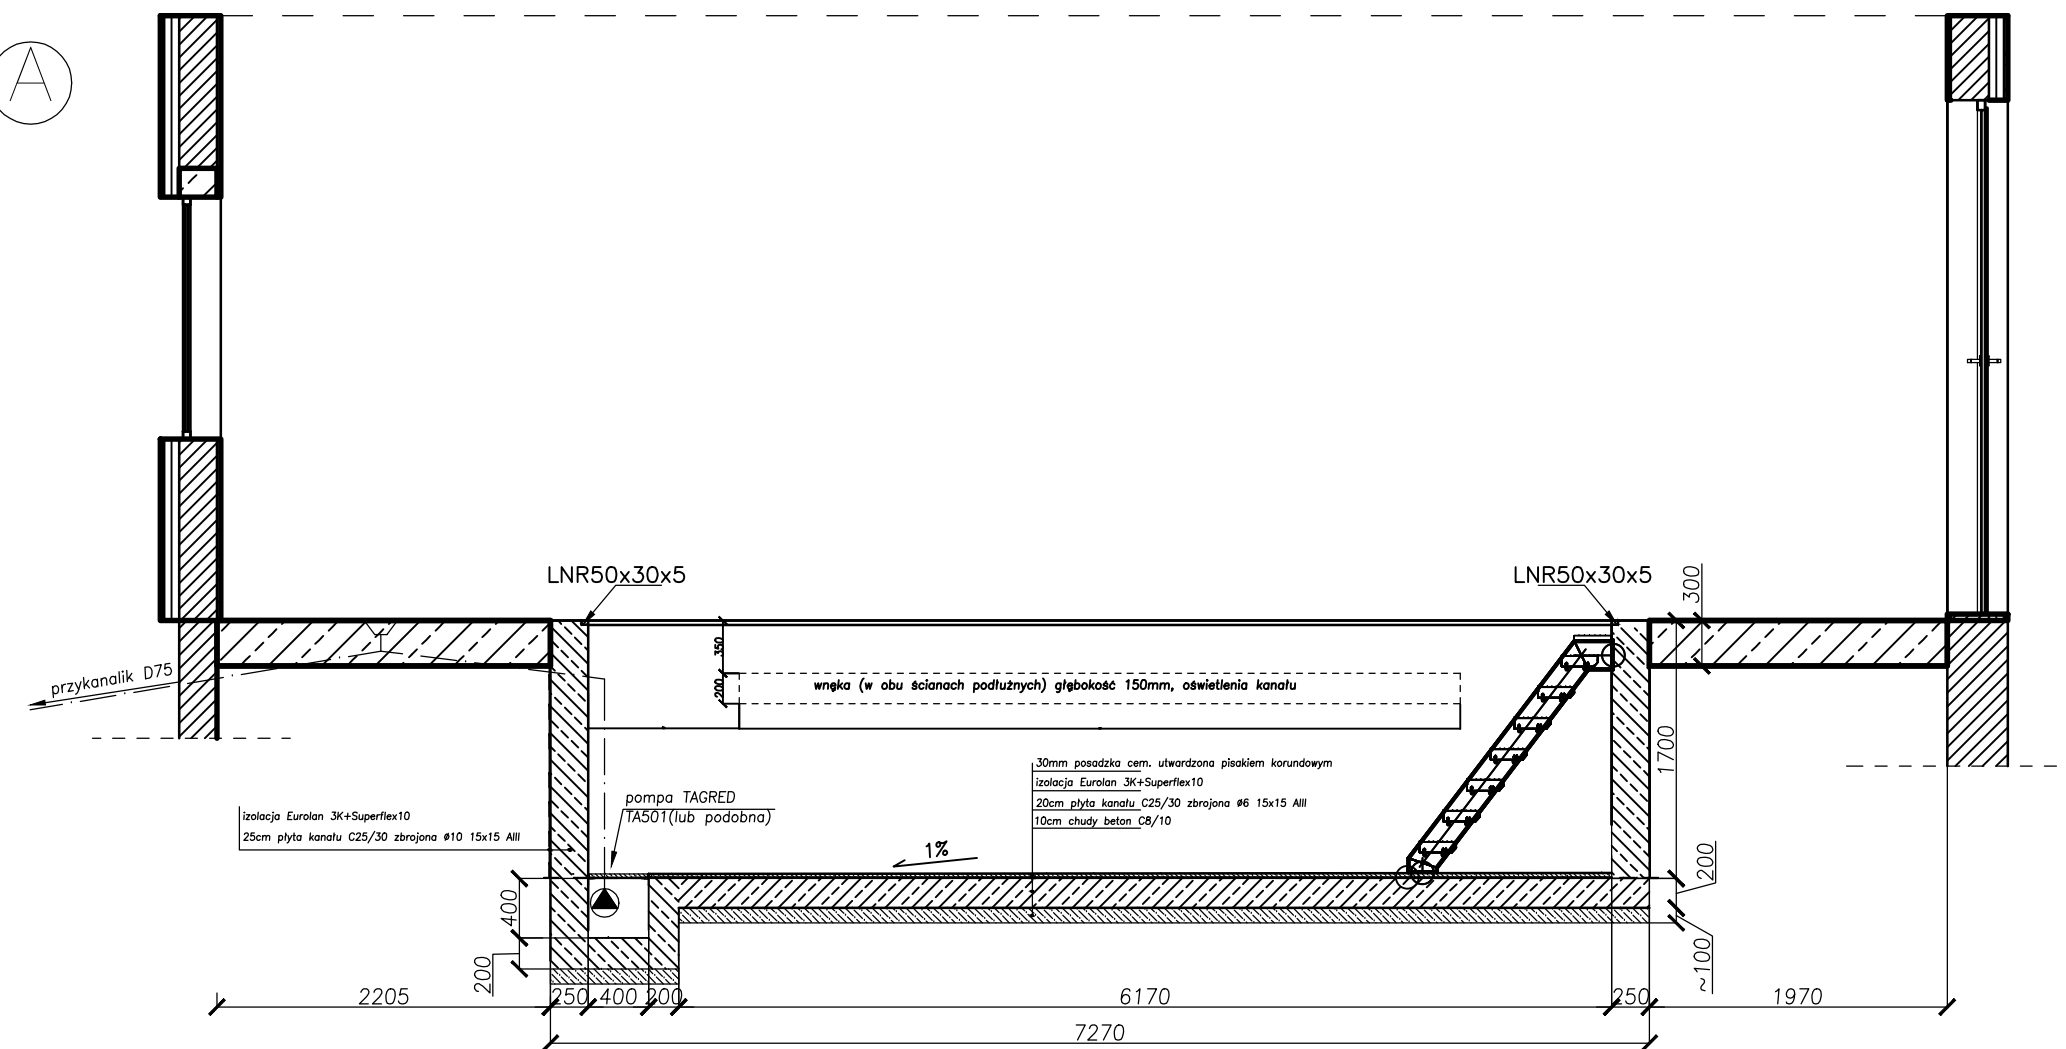 A
LNR50x30x5
LNR50x30x5
300
350
200
wnęka (w obu ścianach podłużnych) głębokość 150mm, oświetlenia kanału
przykanalik D75
1700
30mm posadzka cem. utwardzona pisakiem korundowym
izolacja Eurolan 3K+Superflex10
20cm płyta kanału C25/30 zbrojona ø6 15x15 AIII
10cm chudy beton C8/10
pompa TAGRED
TA501(lub podobna)
izolacja Eurolan 3K+Superflex10
25cm płyta kanału C25/30 zbrojona ø10 15x15 AIII
1%
200
400
200
~100
2205
250
400
200
6170
250
1970
7270